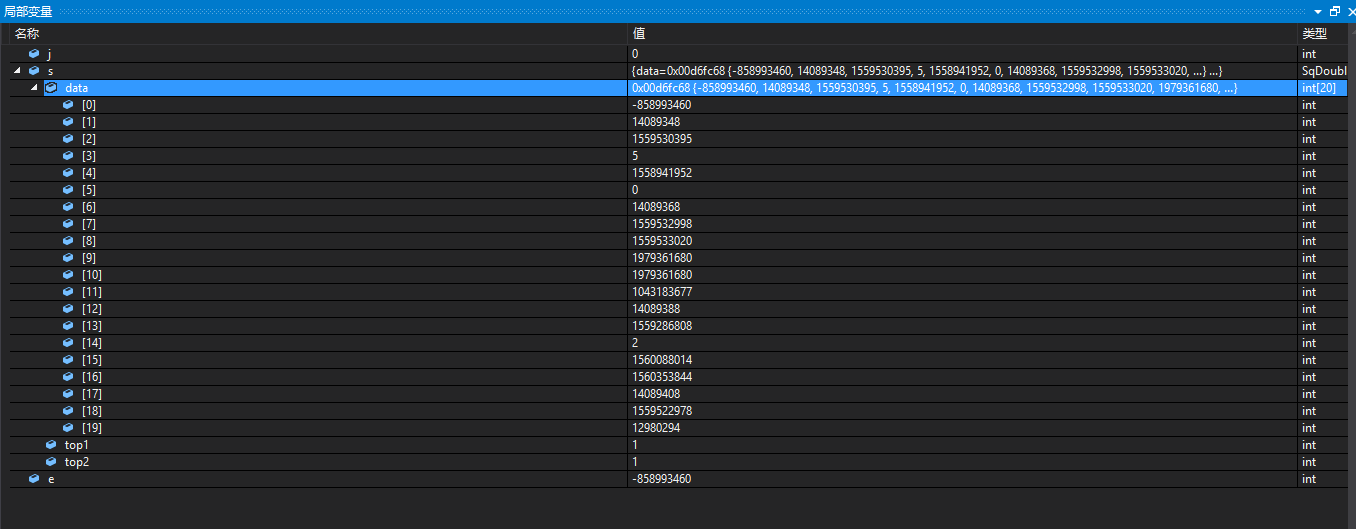 局部变量
名称 值 类型
j 0 int
s {data=0x00d6fc68 {-858993460, 14089348, 1559530395, 5, 1558941952, 0, 14089368, 1559532998, 1559533020, ...} ...} SqDoubl
data 0x00d6fc68 {-858993460, 14089348, 1559530395, 5, 1558941952, 0, 14089368, 1559532998, 1559533020, 1979361680, ...} int[20]
[0] -858993460 int
[1] 14089348 int
[2] 1559530395 int
[3] 5 int
[4] 1558941952 int
[5] 0 int
[6] 14089368 int
[7] 1559532998 int
[8] 1559533020 int
[9] 1979361680 int
[10] 1979361680 int
[11] 1043183677 int
[12] 14089388 int
[13] 1559286808 int
[14] 2 int
[15] 1560088014 int
[16] 1560353844 int
[17] 14089408 int
[18] 1559522978 int
[19] 12980294 int
top1 1 int
top2 1 int
e -858993460 int